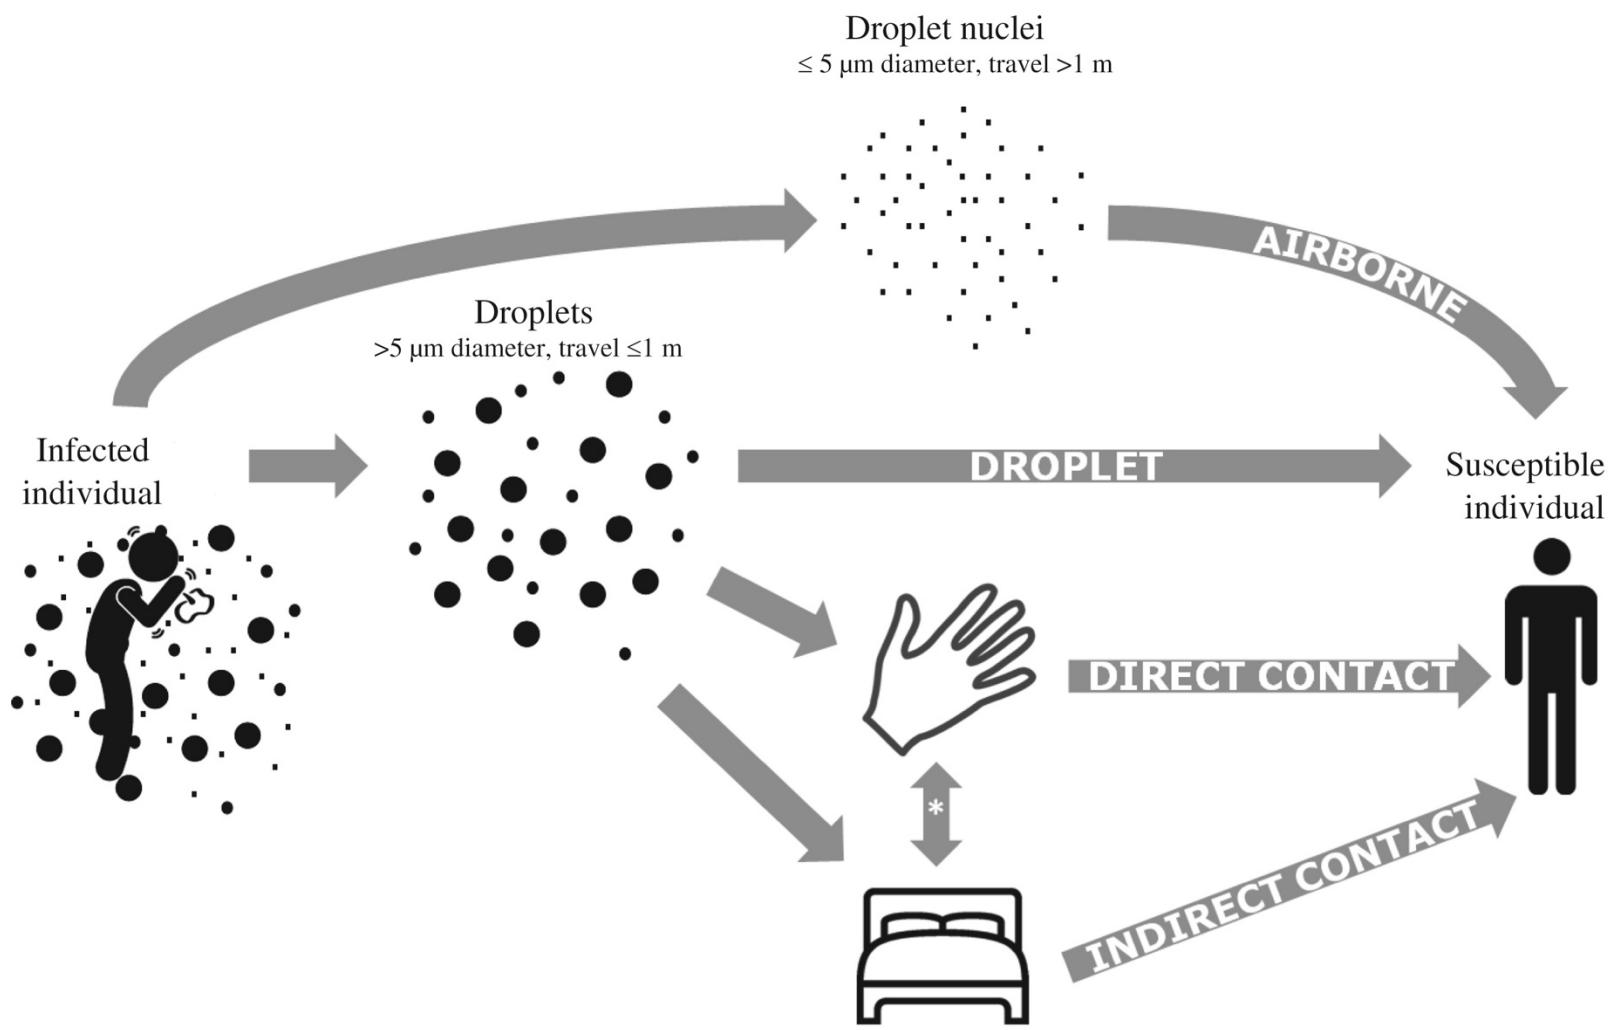 Droplet nuclei
≤ 5 µm diameter, travel >1 m
AIRBORNE
Droplets
>5 µm diameter, travel ≤1 m
Infected
individual
DROPLET
Susceptible
individual
DIRECT CONTACT
*
INDIRECT CONTACT